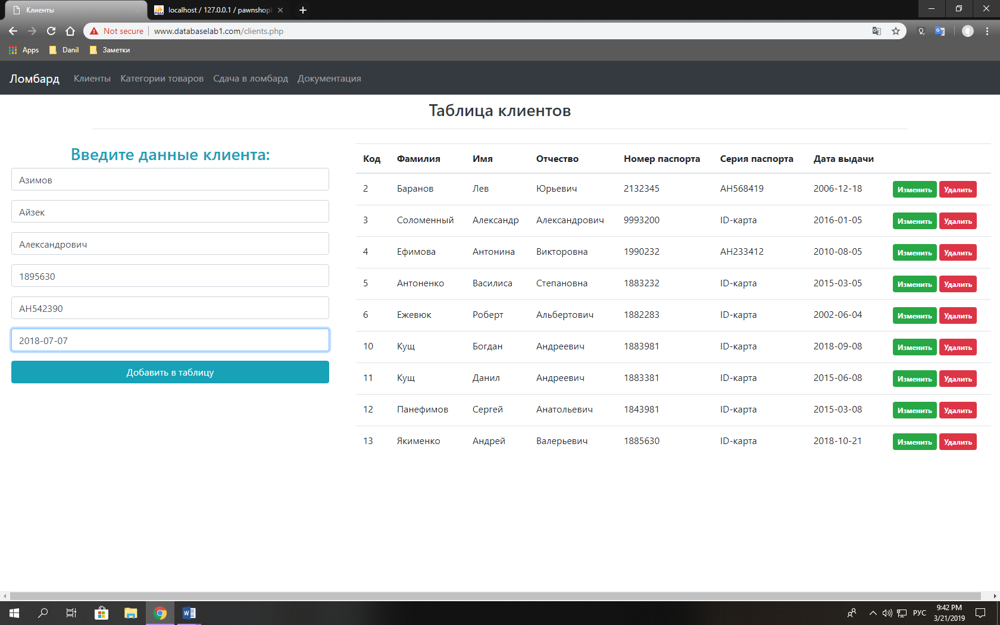 Клиенты
localhost / 127.0.0.1 / pawnshop
Not secure www.databaselab1.com/clients.php
Apps Danil Заметки
Ломбард Клиенты Категории товаров Сдача в ломбард Документация
Таблица клиентов
Введите данные клиента:
Азимов
Айзек
Александрович
1895630
АН542390
2018-07-07
Добавить в таблицу
Код Фамилия Имя Отчество Номер паспорта Серия паспорта Дата выдачи
2 Баранов Лев Юрьевич 2132345 АН568419 2006-12-18 Изменить Удалить
3 Соломенный Александр Александрович 9993200 ID-карта 2016-01-05 Изменить Удалить
4 Ефимова Антонина Викторовна 1990232 АН233412 2010-08-05 Изменить Удалить
5 Антоненко Василиса Степановна 1883232 ID-карта 2015-03-05 Изменить Удалить
6 Ежевюк Роберт Альбертович 1882283 ID-карта 2002-06-04 Изменить Удалить
10 Кущ Богдан Андреевич 1883981 ID-карта 2018-09-08 Изменить Удалить
11 Кущ Данил Андреевич 1883381 ID-карта 2015-06-08 Изменить Удалить
12 Панефимов Сергей Анатольевич 1843981 ID-карта 2015-03-08 Изменить Удалить
13 Якименко Андрей Валерьевич 1885630 ID-карта 2018-10-21 Изменить Удалить
РУС
9:42 PM
3/21/2019